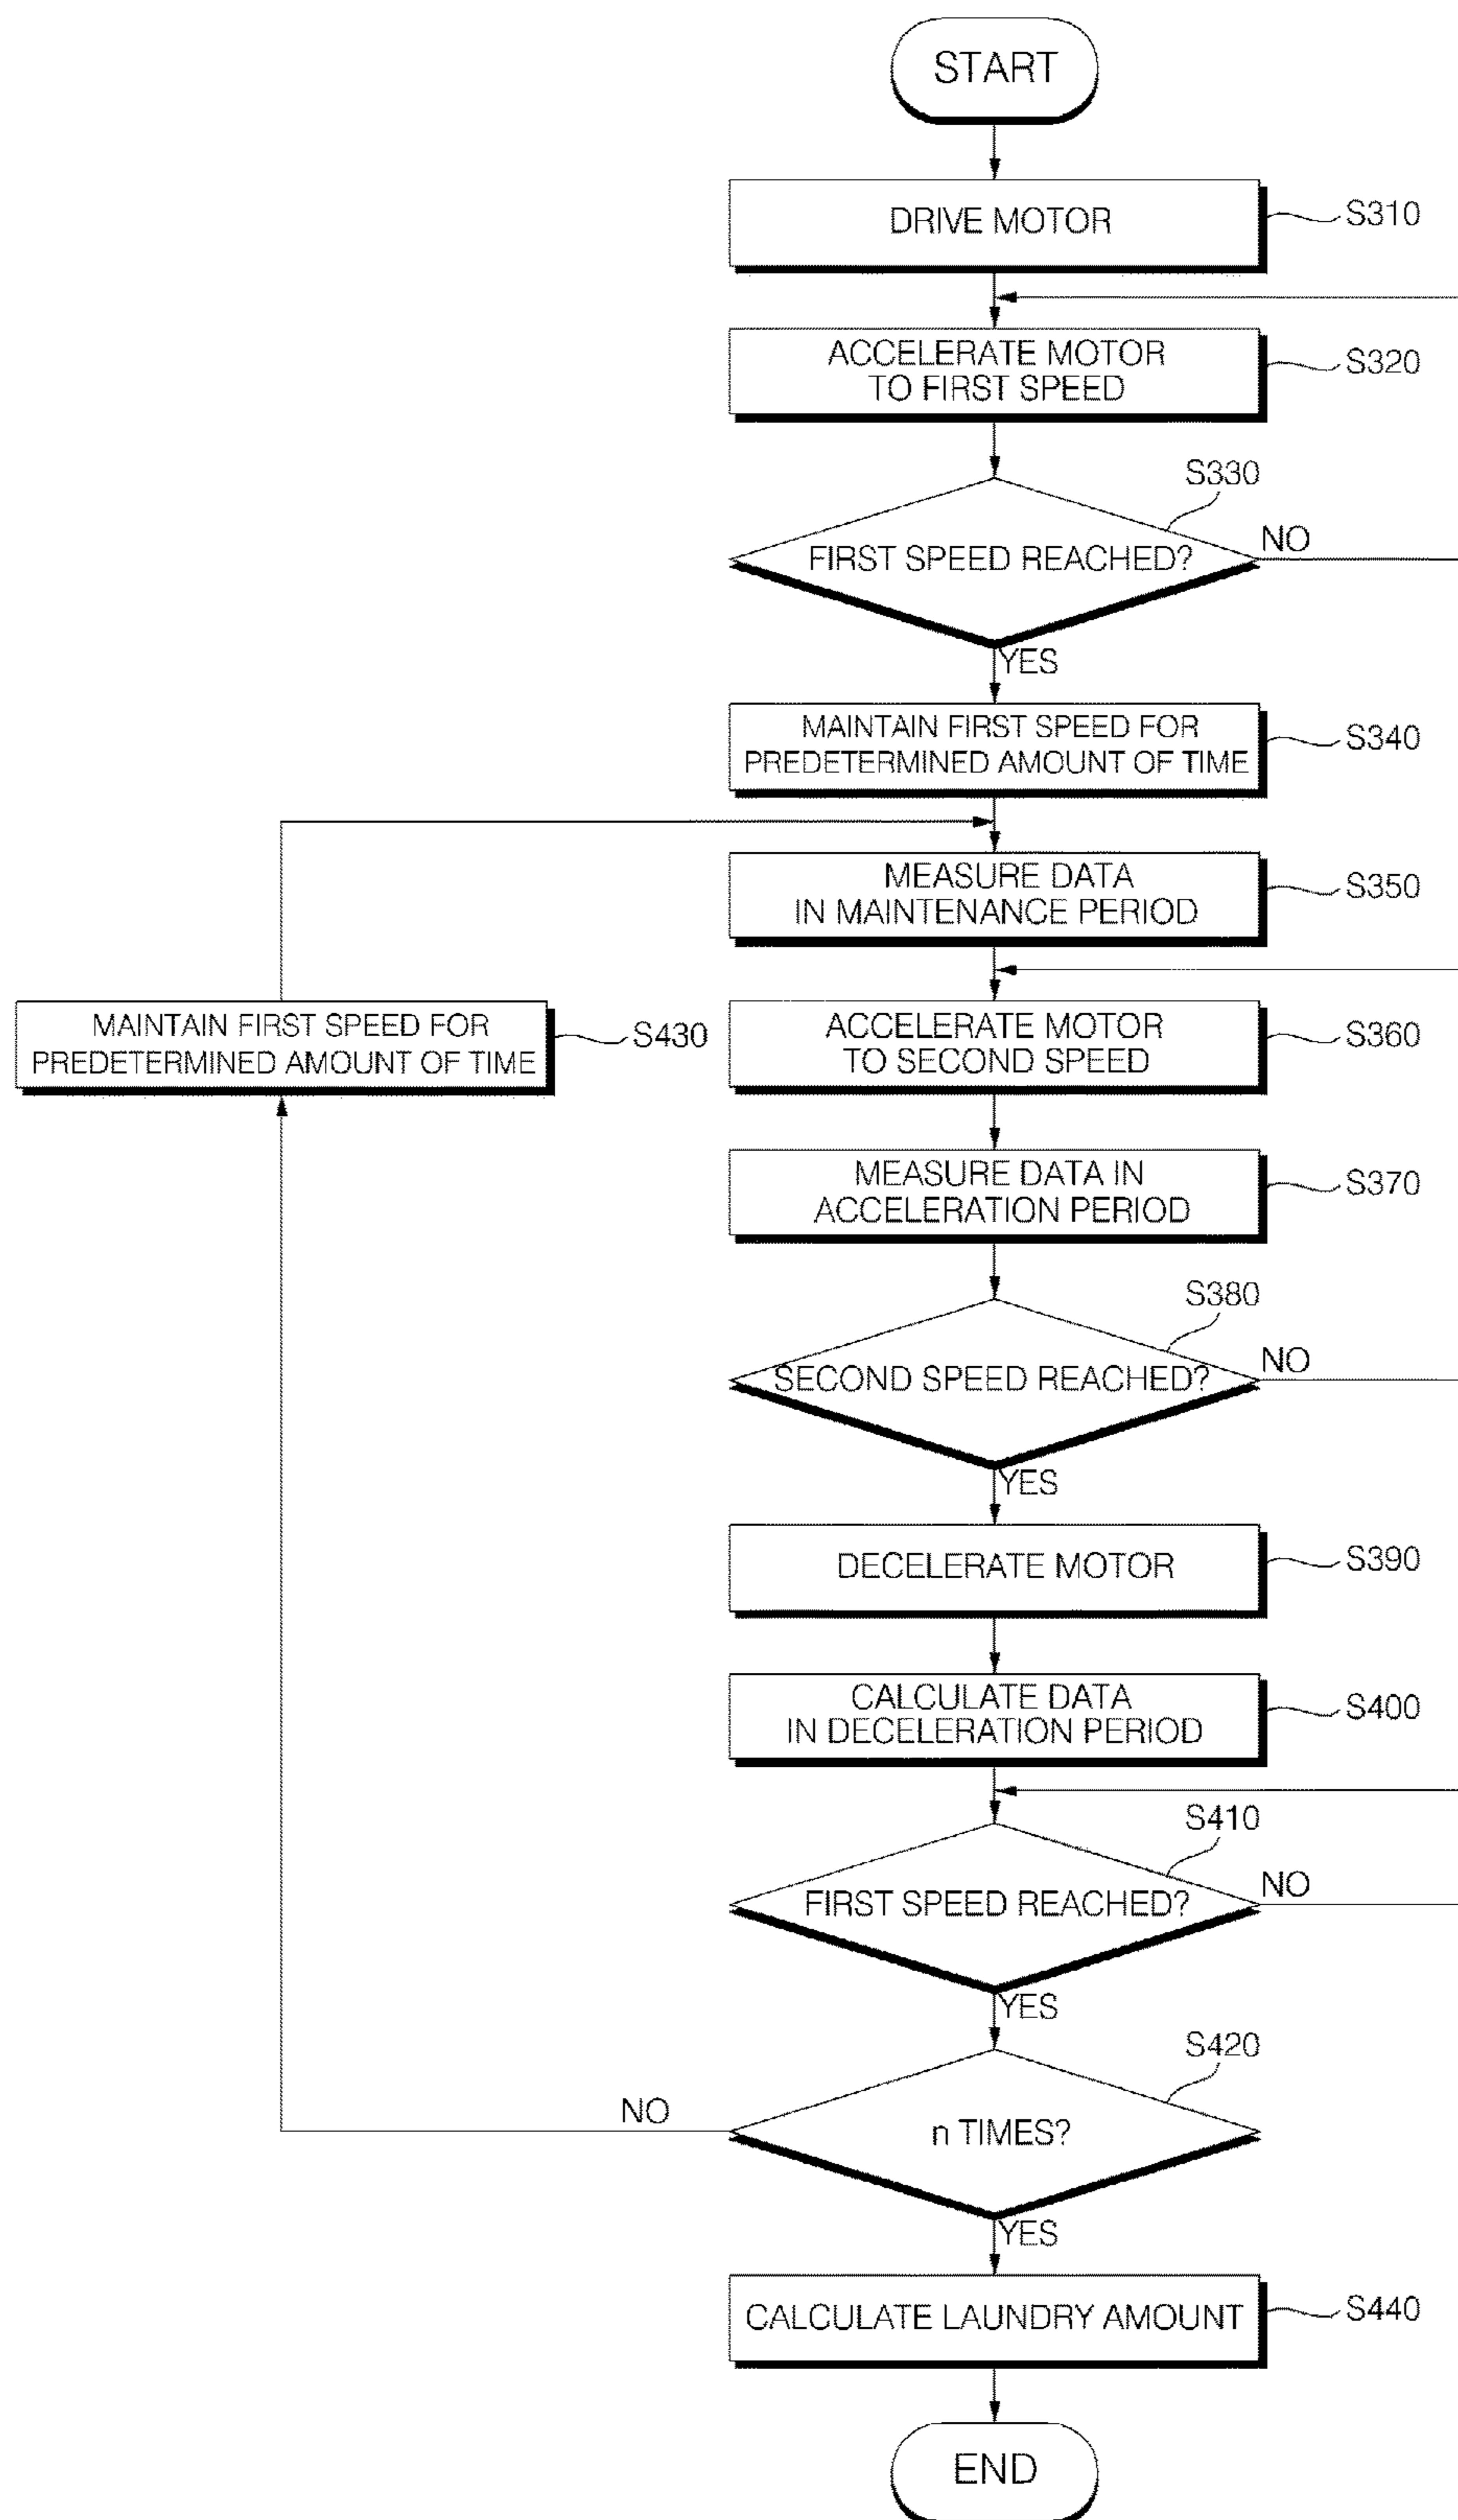 START
DRIVE MOTOR
S310
ACCELERATE MOTOR
TO FIRST SPEED
S320
S330
FIRST SPEED REACHED?
NO
YES
MAINTAIN FIRST SPEED FOR
PREDETERMINED AMOUNT OF TIME
S340
MEASURE DATA
IN MAINTENANCE PERIOD
S350
MAINTAIN FIRST SPEED FOR
PREDETERMINED AMOUNT OF TIME
S430
ACCELERATE MOTOR
TO SECOND SPEED
S360
MEASURE DATA IN
ACCELERATION PERIOD
S370
S380
SECOND SPEED REACHED?
NO
YES
DECELERATE MOTOR
S390
CALCULATE DATA
IN DECELERATION PERIOD
S400
S410
FIRST SPEED REACHED?
NO
YES
S420
n TIMES?
NO
YES
CALCULATE LAUNDRY AMOUNT
S440
END